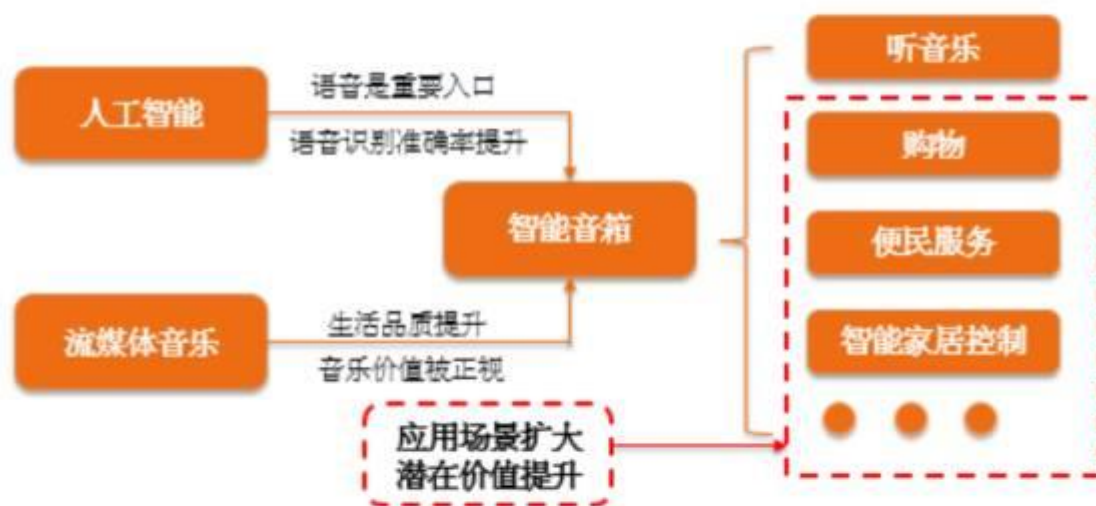 人工智能
语音是重要入口
语音识别准确率提升
流媒体音乐
生活品质提升
音乐价值被正视
智能音箱
应用场景扩大
潜在价值提升
听音乐
购物
便民服务
智能家居控制